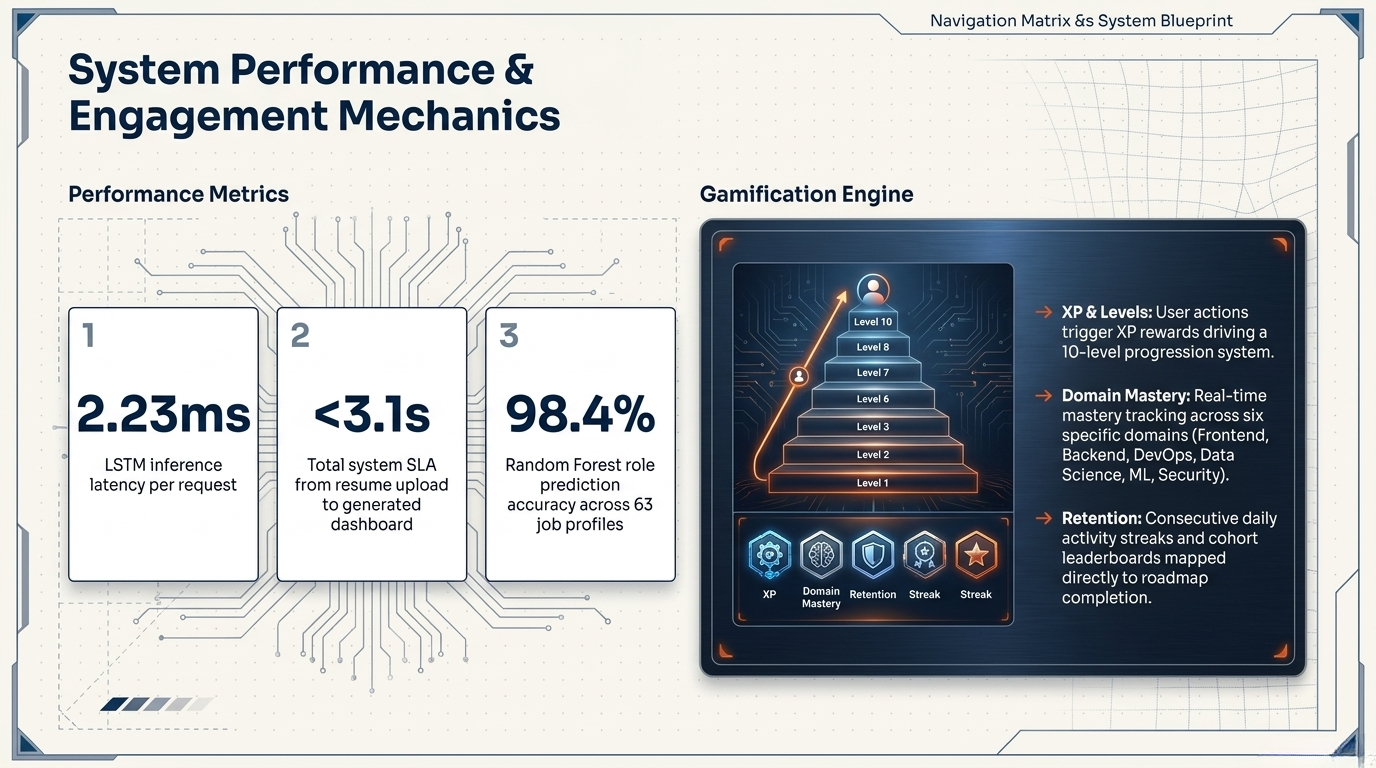 Navigation Matrix &s System Blueprint
System Performance &
Engagement Mechanics
Performance Metrics
1
2.23ms
LSTM inference
latency per request
2
<3.1s
Total system SLA
from resume upload
to generated
dashboard
3
98.4%
Random Forest role
prediction
accuracy across 63
job profiles
Gamification Engine
Level 10
Level 8
Level 7
Level 6
Level 3
Level 2
Level 1
XP
Domain
Mastery
Retention
Streak
Streak
XP & Levels: User actions
trigger XP rewards driving a
10-level progression system.
Domain Mastery: Real-time
mastery tracking across six
specific domains (Frontend,
Backend, DevOps, Data
Science, ML, Security).
Retention: Consecutive daily
activity streaks and cohort
leaderboards mapped
directly to roadmap
completion.